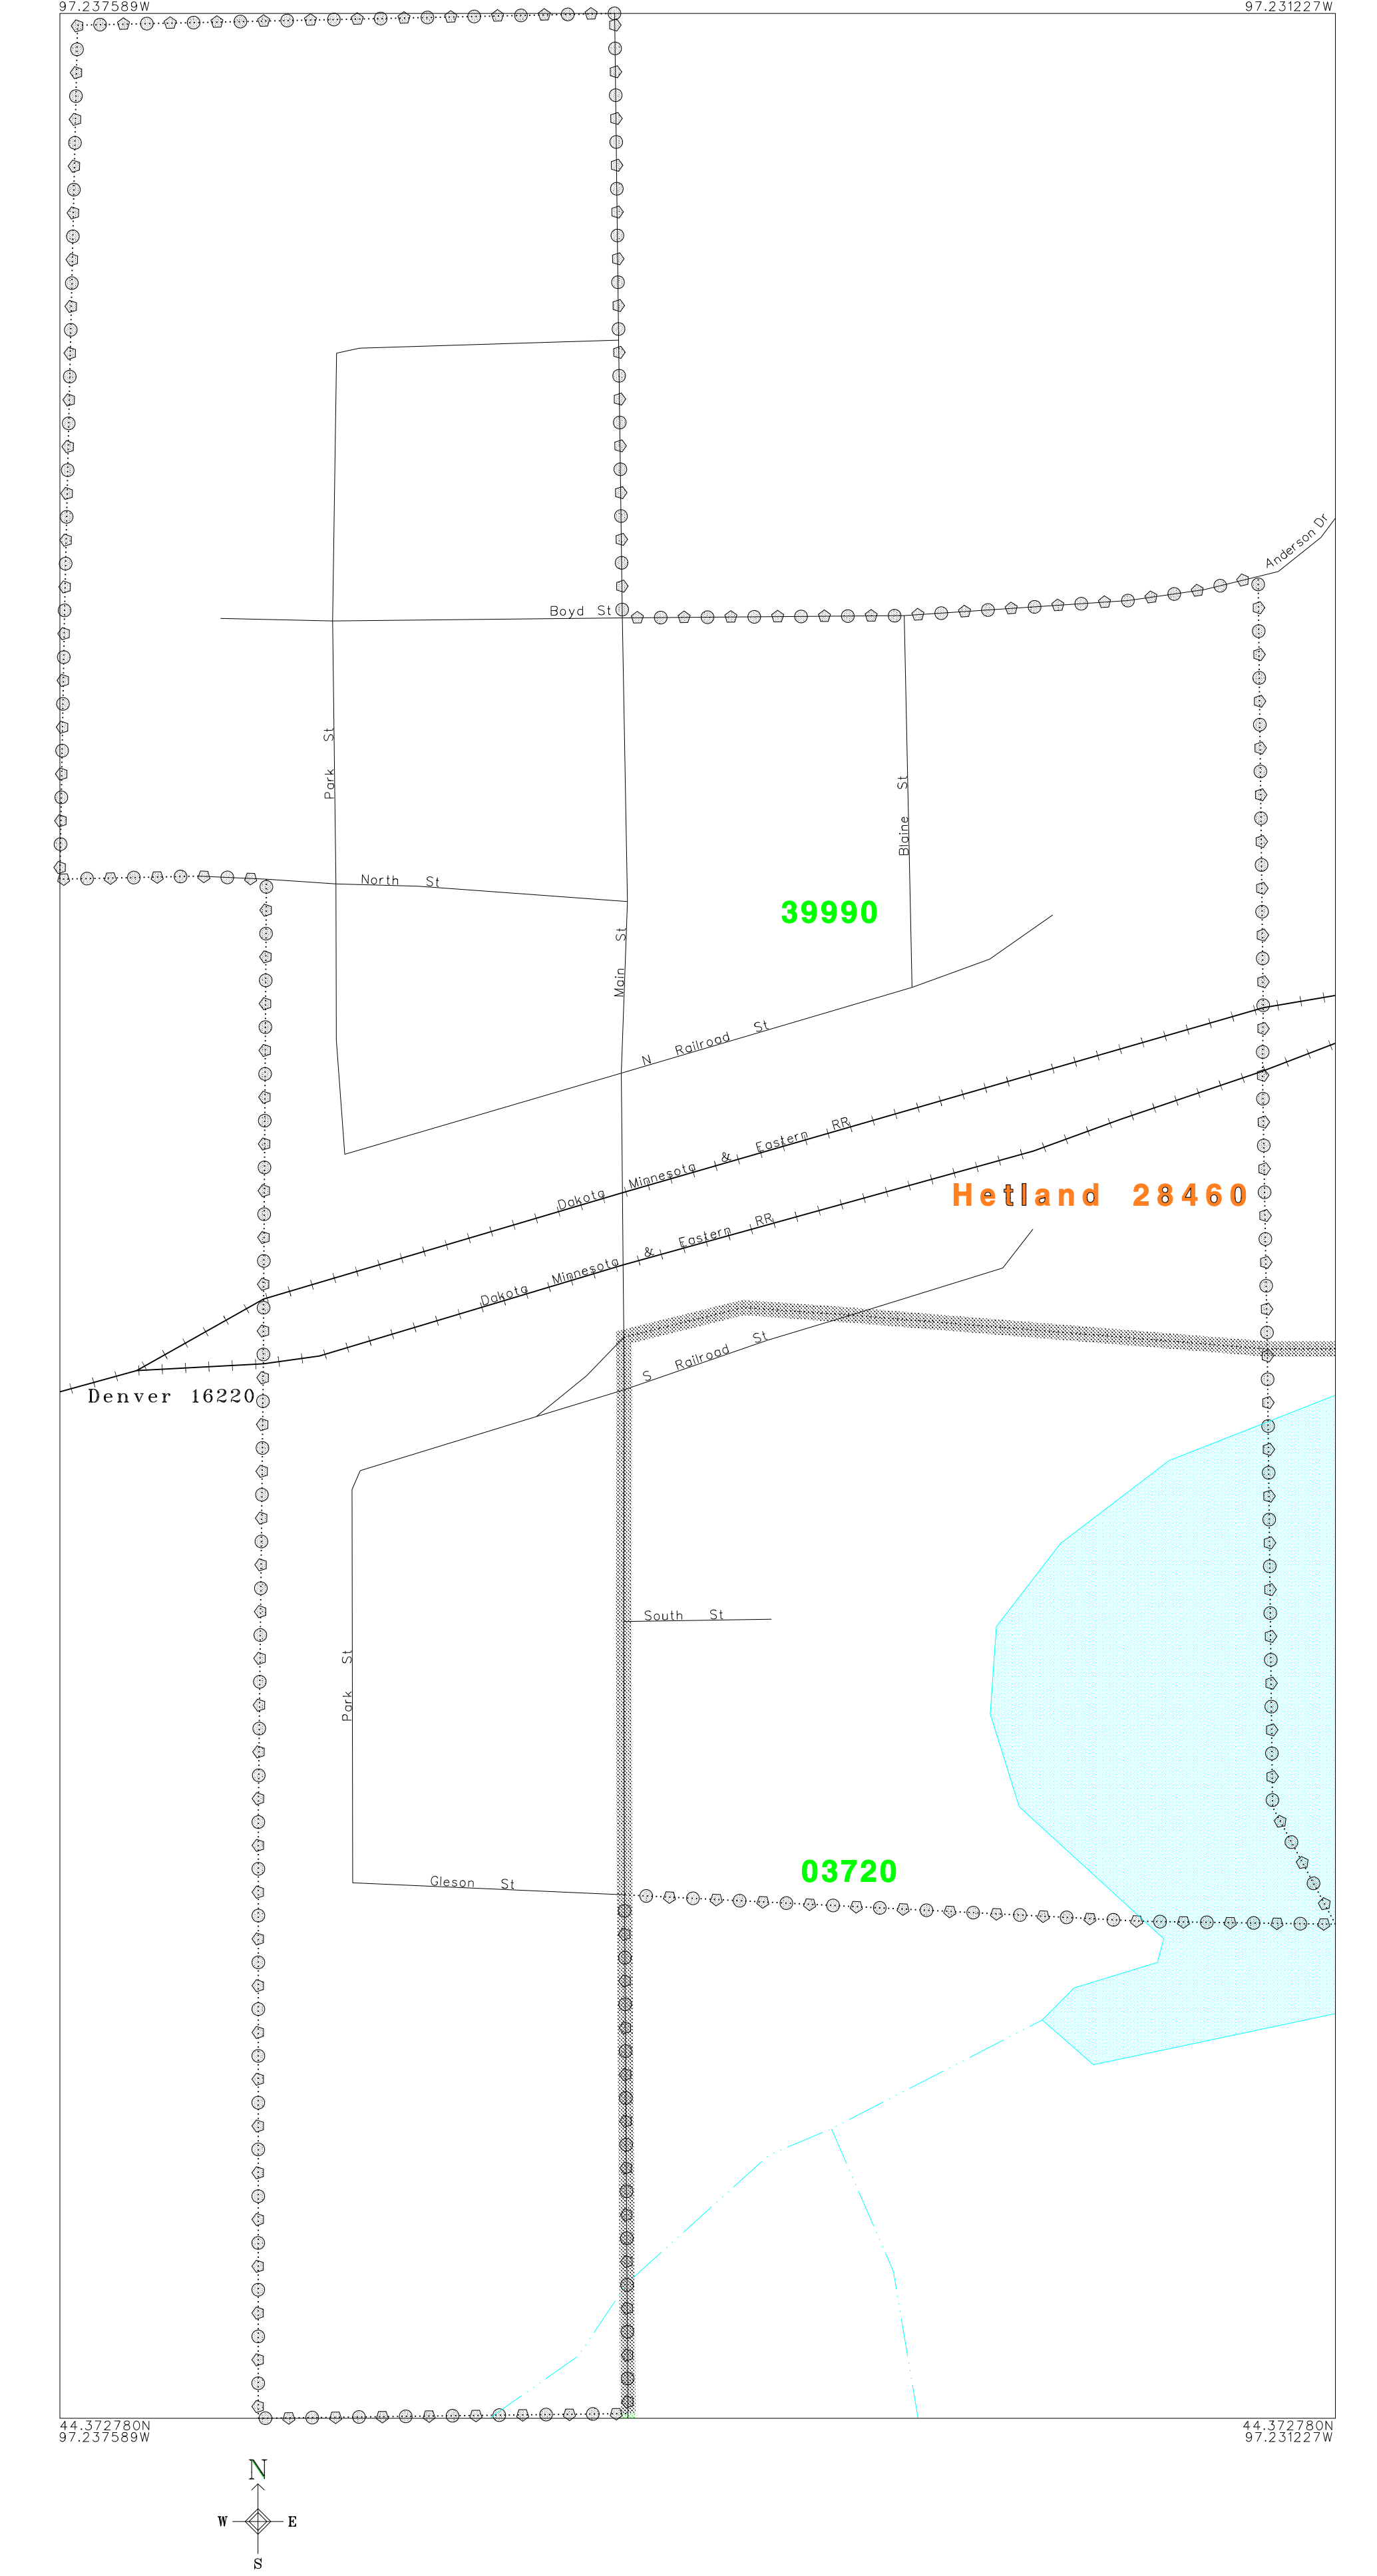 97.237589W
97.231227W
Anderson Dr
Boyd St
Park St
Blaine St
North St
39990
Main St
N Railroad St
Dakota Minnesota & Eastern RR
Hetland 28460
Dakota Minnesota & Eastern RR
S Railroad St
Denver 16220
South St
Park St
03720
Gleson St
44.372780N
97.237589W
44.372780N
97.231227W
N
W E
S